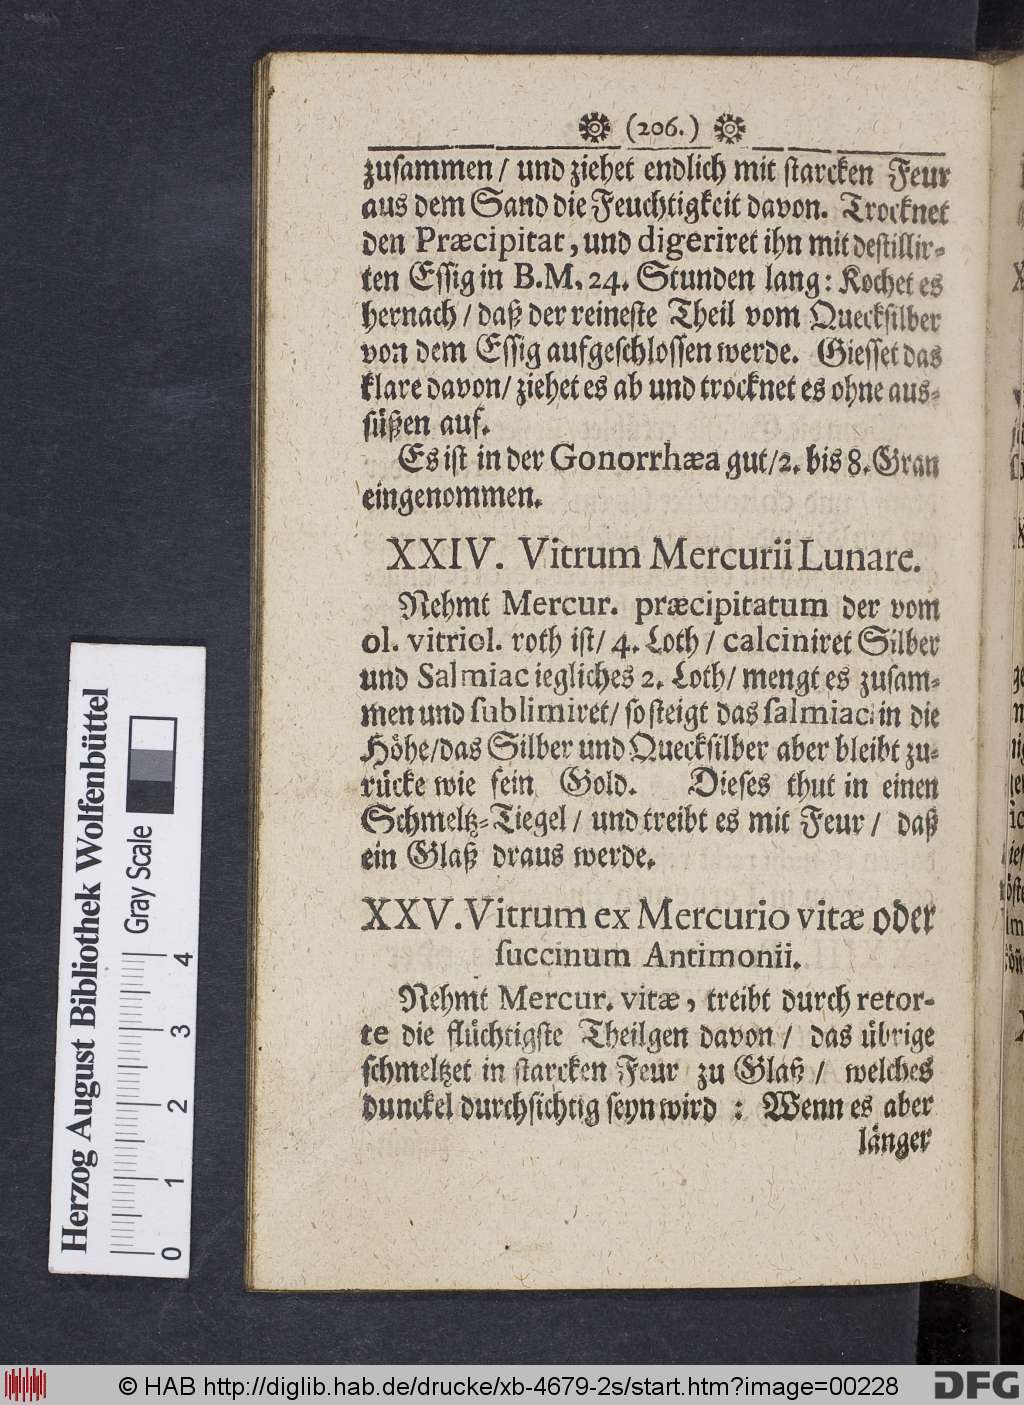 (206.)
zusammen / und ziehet endlich mit starcken Feur
aus dem Sand die Feuchtigkeit davon. Trocknet
den Præcipitat, und digeriret ihn mit destillir-
ten Essig in B.M. 24. Stunden lang: Kochet es
hernach / daß der reineste Theil vom Quecksilber
von dem Essig aufgeschlossen werde. Giesset das
klare davon / ziehet es ab und trocknet es ohne aus-
süßen auf.
Es ist in der Gonorrhæa gut / 2. bis 8. Gran
eingenommen.
XXIV. Vitrum Mercurii Lunare.
Nehmt Mercur. præcipitatum der vom
ol. vitriol. roth ist / 4. Loth / calciniret Silber
und Salmiac iegliches 2. Loth / mengt es zusam-
men und sublimiret / so steigt das salmiac in die
Höhe / das Silber und Quecksilber aber bleibt zu-
rücke wie fein Gold. Dieses thut in einen
Schmeltz-Tiegel / und treibt es mit Feur / daß
ein Glaß draus werde.
XXV. Vitrum ex Mercurio vitæ oder
succinum Antimonii.
Nehmt Mercur. vitæ, treibt durch retor-
te die flüchtigste Theilgen davon / das übrige
schmeltzet in starcken Feur zu Glaß / welches
dunckel durchsichtig seyn wird : Wenn es aber
länger
Herzog August Bibliothek Wolfenbüttel
Gray Scale
0 1 2 3 4
© HAB http://diglib.hab.de/drucke/xb-4679-2s/start.htm?image=00228
DFG